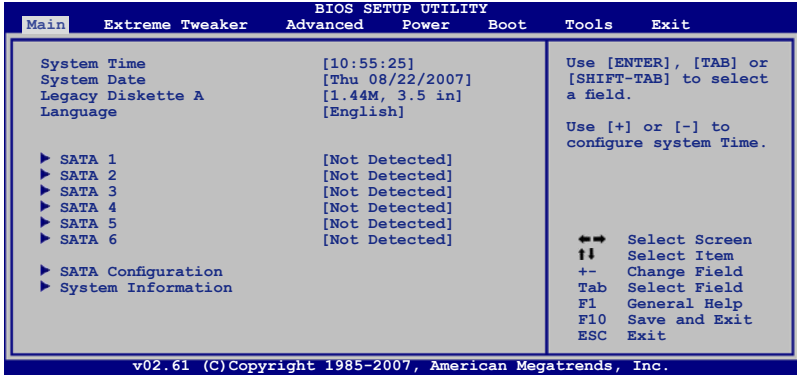 BIOS SETUP UTILITY
Main Extreme Tweaker Advanced Power Boot Tools Exit
System Time [10:55:25]
System Date [Thu 08/22/2007]
Legacy Diskette A [1.44M, 3.5 in]
Language [English]
SATA 1 [Not Detected]
SATA 2 [Not Detected]
SATA 3 [Not Detected]
SATA 4 [Not Detected]
SATA 5 [Not Detected]
SATA 6 [Not Detected]
SATA Configuration
System Information
Use [ENTER], [TAB] or
[SHIFT-TAB] to select
a field.
Use [+] or [-] to
configure system Time.
Select Screen
Select Item
+- Change Field
Tab Select Field
F1 General Help
F10 Save and Exit
ESC Exit
v02.61 (C)Copyright 1985-2007, American Megatrends, Inc.